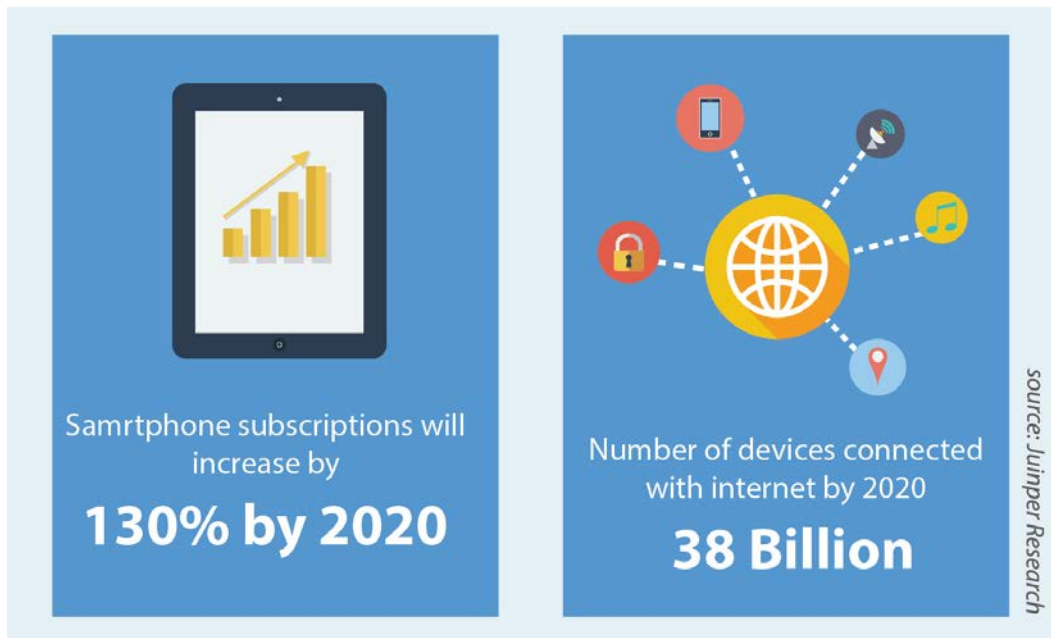 Samrtphone subscriptions will
increase by
130% by 2020
Number of devices connected
with internet by 2020
38 Billion
source: Juinper Research